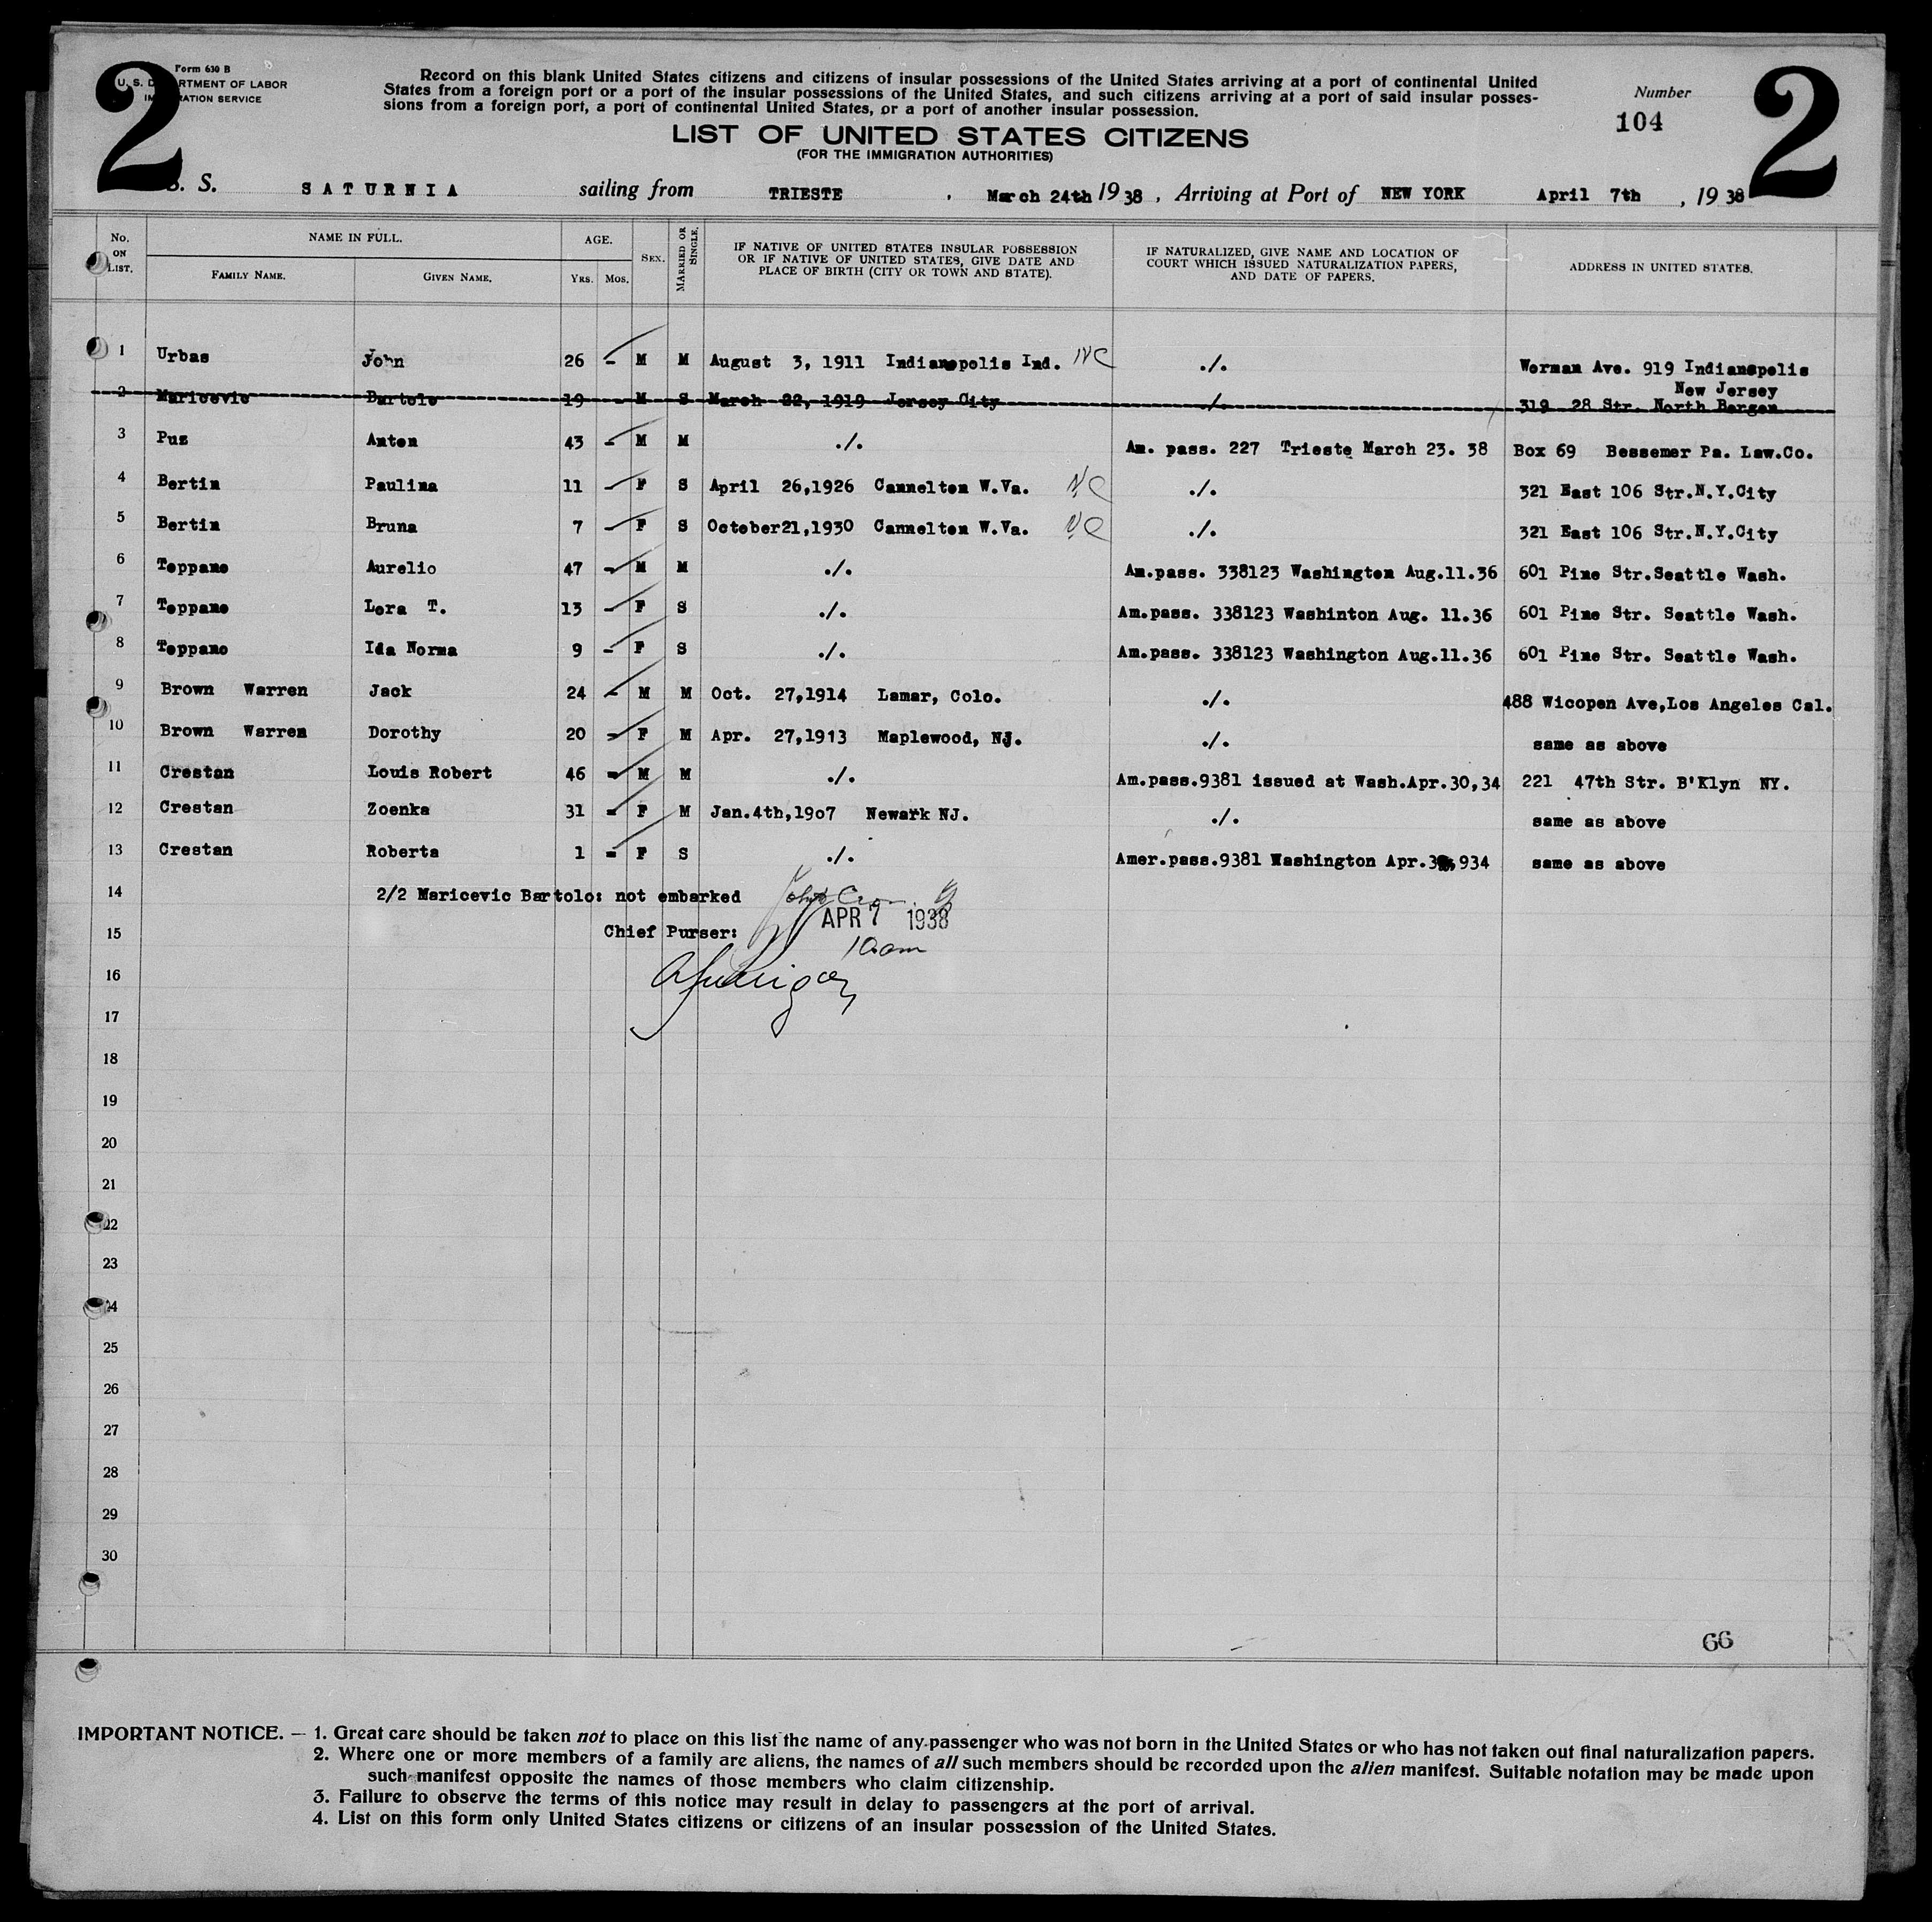 2
Form 630 B
U. S. DEPARTMENT OF LABOR
IMMIGRATION SERVICE
Record on this blank United States citizens and citizens of insular possessions of the United States arriving at a port of continental United
States from a foreign port or a port of the insular possessions of the United States, and such citizens arriving at a port of said insular posses-
sions from a foreign port, a port of continental United States, or a port of another insular possession.
Number
104
2
LIST OF UNITED STATES CITIZENS
(FOR THE IMMIGRATION AUTHORITIES)
S. S. SATURNIA sailing from TRIESTE , March 24th 1938 , Arriving at Port of NEW YORK April 7th , 1938
No. ON LIST. NAME IN FULL. FAMILY NAME. GIVEN NAME. AGE. YRS. MOS. SEX. MARRIED OR SINGLE. IF NATIVE OF UNITED STATES INSULAR POSSESSION OR IF NATIVE OF UNITED STATES, GIVE DATE AND PLACE OF BIRTH (CITY OR TOWN AND STATE). IF NATURALIZED, GIVE NAME AND LOCATION OF COURT WHICH ISSUED NATURALIZATION PAPERS, AND DATE OF PAPERS. ADDRESS IN UNITED STATES.
1 Urbas John 26 - M M August 3, 1911 Indianapolis Ind. NC ./. Worman Ave. 919 Indianapolis
2 Maricevic Bartolo 19 - M S March 22, 1919 Jersey City ./. New Jersey
319 28 Str. North Bergen
3 Puz Anton 43 - M M ./. Am. pass. 227 Trieste March 23. 38 Box 69 Bessemer Pa. Law.Co.
4 Bertin Paulina 11 - F S April 26,1926 Cannelton W.Va. NC ./. 321 East 106 Str.N.Y.City
5 Bertin Bruna 7 - F S October21,1930 Cannelton W.Va. NC ./. 321 East 106 Str.N.Y.City
6 Toppano Aurelio 47 - M M ./. Am.pass. 338123 Washington Aug.11.36 601 Pine Str.Seattle Wash.
7 Toppano Lora T. 13 - F S ./. Am.pass. 338123 Washinton Aug. 11.36 601 Pine Str. Seattle Wash.
8 Toppano Ida Norma 9 - F S ./. Am.pass. 338123 Washington Aug.11.36 601 Pine Str. Seattle Wash.
9 Brown Warren Jack 24 - M M Oct. 27,1914 Lamar, Colo. ./. 488 Wicopen Ave,Los Angeles Cal.
10 Brown Warren Dorothy 20 - F M Apr. 27,1913 Maplewood, NJ. ./. same as above
11 Crestan Louis Robert 46 - M M ./. Am.pass.9381 issued at Wash.Apr.30,34 221 47th Str. B'Klyn NY.
12 Crestan Zoenka 31 - F M Jan.4th,1907 Newark NJ. ./. same as above
13 Crestan Roberta 1 - F S ./. Amer.pass.9381 Washington Apr. 934 same as above
14 2/2 Maricevic Bartolo: not embarked
APR 7 1938
15 Chief Purser:
10am
16
17
18
19
20
21
22
23
24
25
26
27
28
29
30
66
IMPORTANT NOTICE. — 1. Great care should be taken not to place on this list the name of any passenger who was not born in the United States or who has not taken out final naturalization papers.
2. Where one or more members of a family are aliens, the names of all such members should be recorded upon the alien manifest. Suitable notation may be made upon
such manifest opposite the names of those members who claim citizenship.
3. Failure to observe the terms of this notice may result in delay to passengers at the port of arrival.
4. List on this form only United States citizens or citizens of an insular possession of the United States.